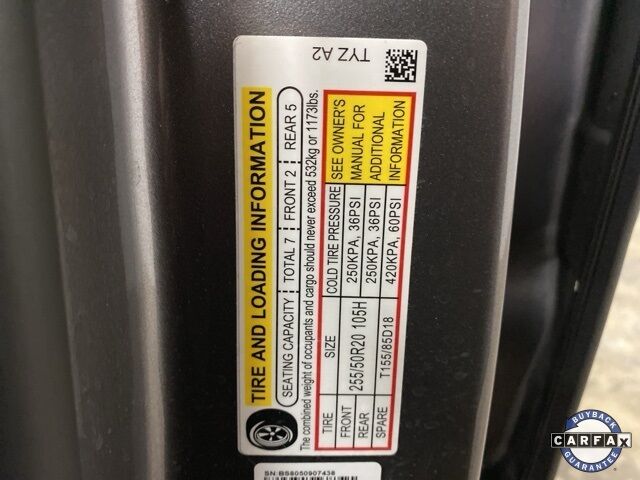 TYZ A2
TIRE AND LOADING INFORMATION
SEATING CAPACITY TOTAL 7 FRONT 2 REAR 5
The combined weight of occupants and cargo should never exceed 532kg or 1173lbs.
TIRE SIZE COLD TIRE PRESSURE SEE OWNER'S
FRONT 255/50R20 105H 250KPA, 36PSI MANUAL FOR
REAR 250KPA, 36PSI ADDITIONAL
SPARE T155/85D18 420KPA, 60PSI INFORMATION
SN:BS8050907438
BUYBACK
CARFAX
GUARANTEE